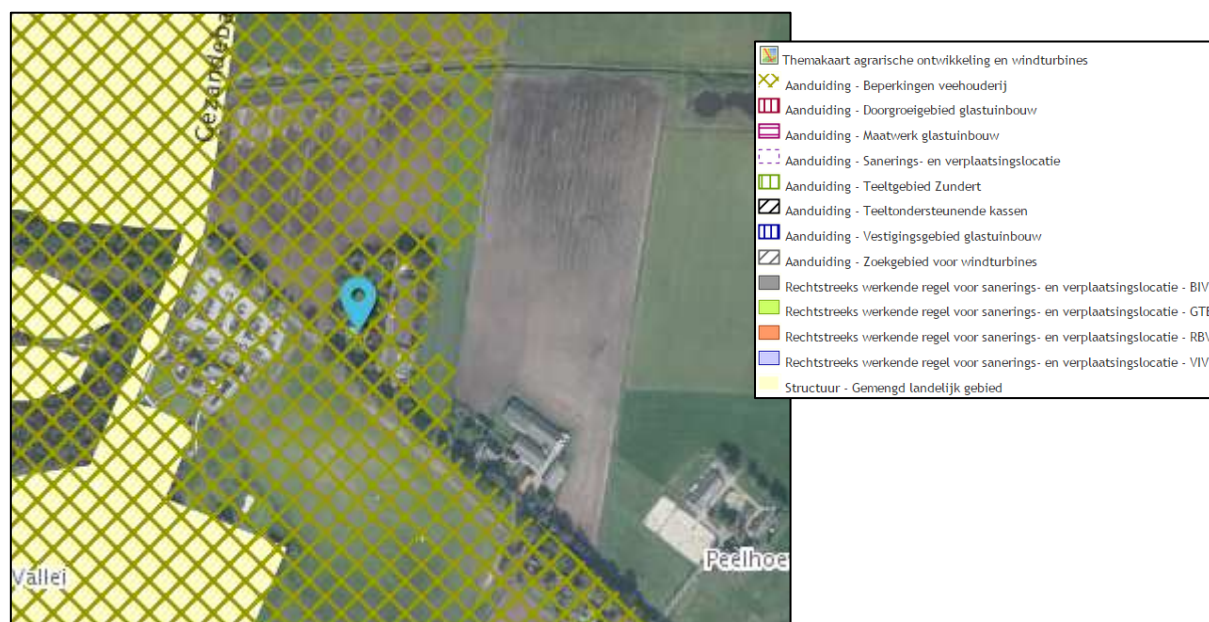 Gezandeba
Vallei
Peelhoe
Themakaart agrarische ontwikkeling en windturbines
Aanduiding - Beperkingen veehouderij
Aanduiding - Doorgroeigebied glastuinbouw
Aanduiding - Maatwerk glastuinbouw
Aanduiding - Sanerings- en verplaatsingslocatie
Aanduiding - Teeltgebied Zundert
Aanduiding - Teeltondersteunende kassen
Aanduiding - Vestigingsgebied glastuinbouw
Aanduiding - Zoekgebied voor windturbines
Rechtstreeks werkende regel voor sanerings- en verplaatsingslocatie - BIV
Rechtstreeks werkende regel voor sanerings- en verplaatsingslocatie - GTB
Rechtstreeks werkende regel voor sanerings- en verplaatsingslocatie - RBV
Rechtstreeks werkende regel voor sanerings- en verplaatsingslocatie - VIV
Structuur - Gemengd landelijk gebied